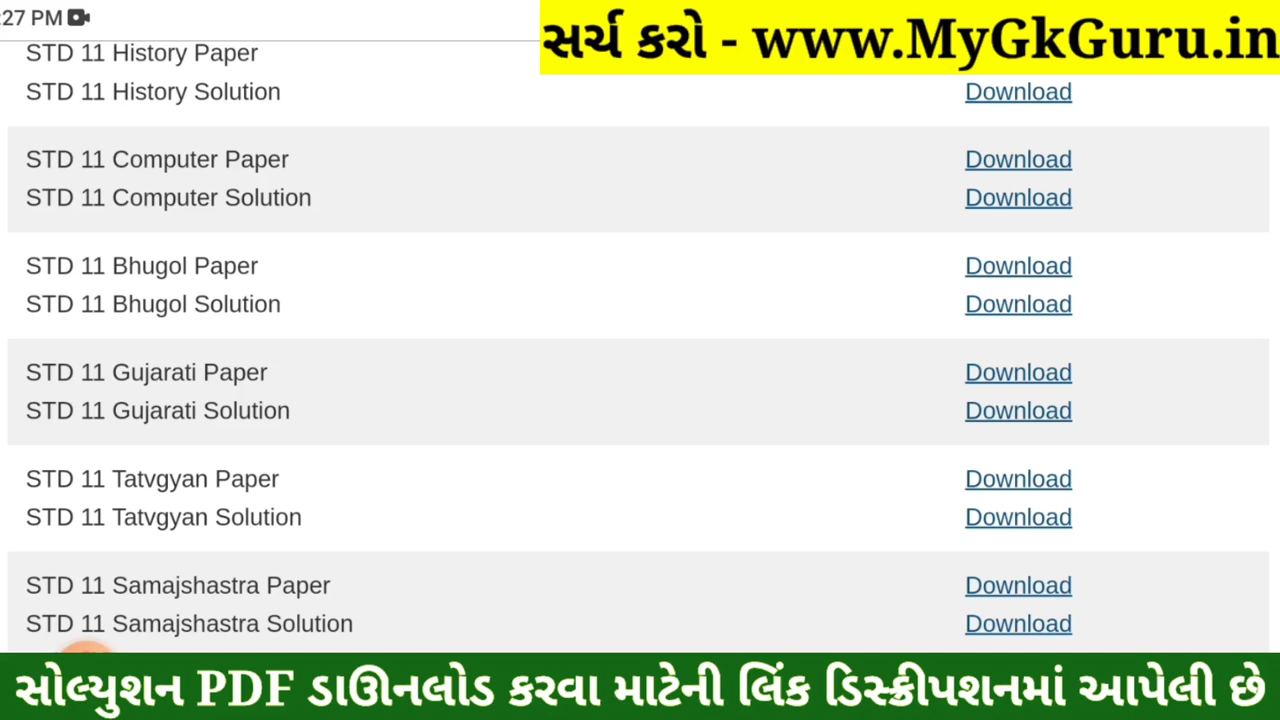 :27 PM
સર્ચ કરો - www.MyGkGuru.in
STD 11 History Paper
STD 11 History Solution Download
STD 11 Computer Paper Download
STD 11 Computer Solution Download
STD 11 Bhugol Paper Download
STD 11 Bhugol Solution Download
STD 11 Gujarati Paper Download
STD 11 Gujarati Solution Download
STD 11 Tatvgyan Paper Download
STD 11 Tatvgyan Solution Download
STD 11 Samajshastra Paper Download
STD 11 Samajshastra Solution Download
સોલ્યુશન PDF ડાઊનલોડ કરવા માટેની લિંક ડિસ્ક્રીપશનમાં આપેલી છે